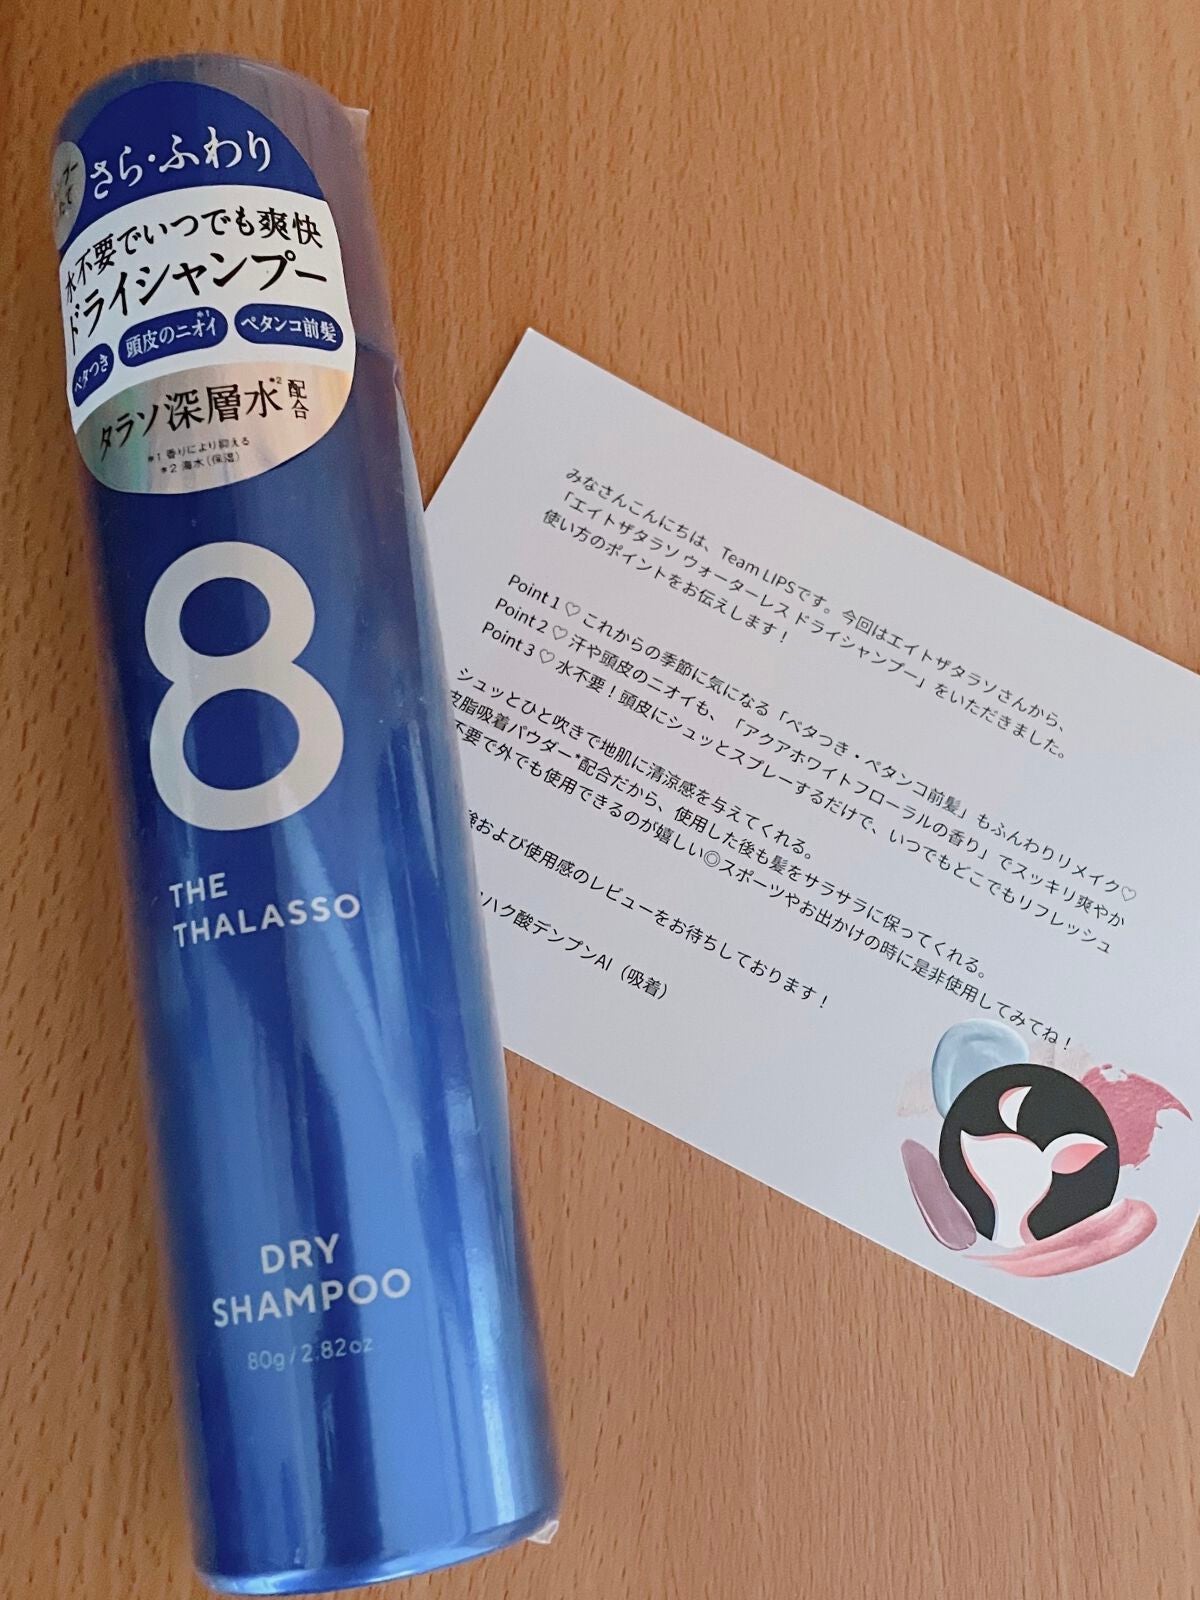 さら・ふわり
水不要でいつでも爽快
ドライシャンプー
ベタつき 頭皮のニオイ*1 ペタンコ前髪
タラソ深層水*2配合
*1 香りにより抑える
*2 海水(保湿)
8
THE
THALASSO
DRY
SHAMPOO
80g/2.82oz
みなさんこんにちは、Team LIPSです。今回はエイトザタラソさんから、
「エイトザタラソ ウォーターレス ドライシャンプー」をいただきました。
使い方のポイントをお伝えします!
Point 1 ♡ これからの季節に気になる「ベタつき・ペタンコ前髪」もふんわりリメイク♡
Point 2 ♡ 汗や頭皮のニオイも、「アクアホワイトフローラルの香り」でスッキリ爽やか
Point 3 ♡ 水不要!頭皮にシュッとスプレーするだけで、いつでもどこでもリフレッシュ
シュッとひと吹きで地肌に清涼感を与えてくれる。
皮脂吸着パウダー*配合だから、使用した後も髪をサラサラに保ってくれる。
不要で外でも使用できるのが嬉しい◎スポーツやお出かけの時に是非使用してみてね!
および使用感のレビューをお待ちしております!
ハク酸デンプンAl(吸着)